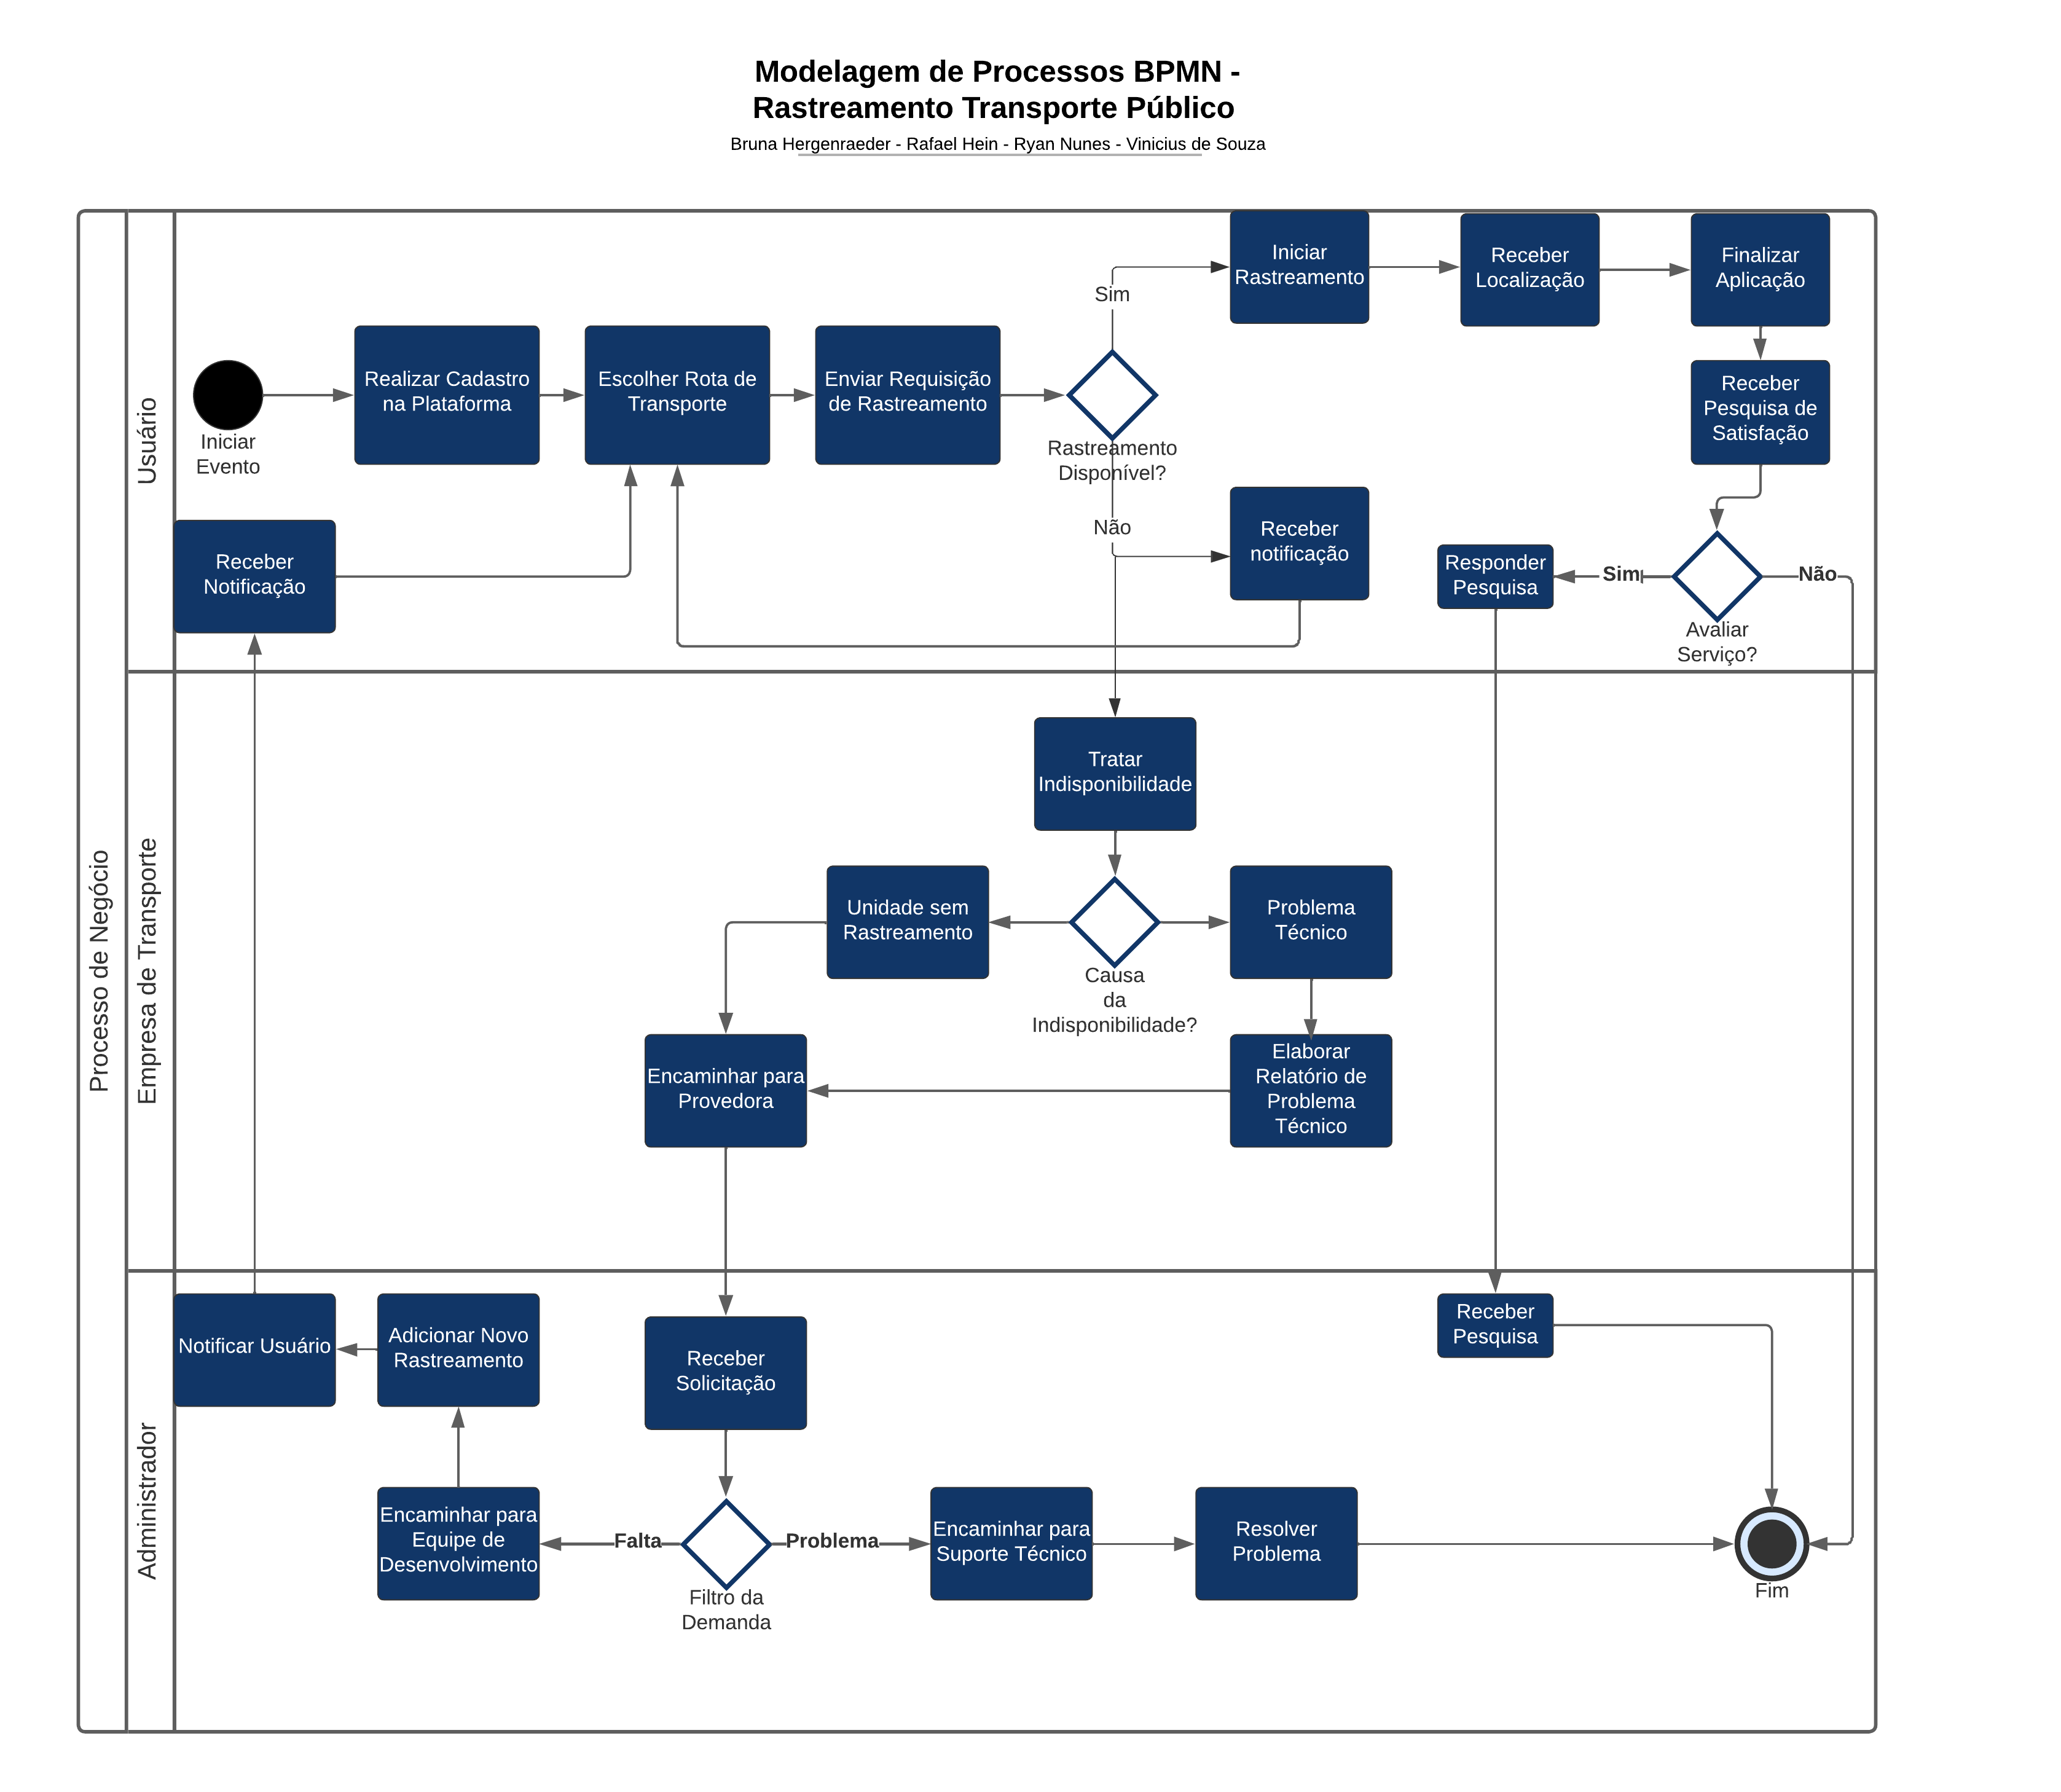 Modelagem de Processos BPMN -
Rastreamento Transporte Público
Bruna Hergenraeder - Rafael Hein - Ryan Nunes - Vinicius de Souza
Processo de Negócio
Usuário
Iniciar
Evento
Realizar Cadastro
na Plataforma
Escolher Rota de
Transporte
Enviar Requisição
de Rastreamento
Rastreamento
Disponível?
Sim
Iniciar
Rastreamento
Receber
Localização
Finalizar
Aplicação
Receber
Pesquisa de
Satisfação
Não
Receber
notificação
Receber
Notificação
Responder
Pesquisa
Sim
Não
Avaliar
Serviço?
Empresa de Transporte
Tratar
Indisponibilidade
Unidade sem
Rastreamento
Causa
da
Indisponibilidade?
Problema
Técnico
Encaminhar para
Provedora
Elaborar
Relatório de
Problema
Técnico
Administrador
Notificar Usuário
Adicionar Novo
Rastreamento
Receber
Solicitação
Receber
Pesquisa
Encaminhar para
Equipe de
Desenvolvimento
Falta
Problema
Filtro da
Demanda
Encaminhar para
Suporte Técnico
Resolver
Problema
Fim